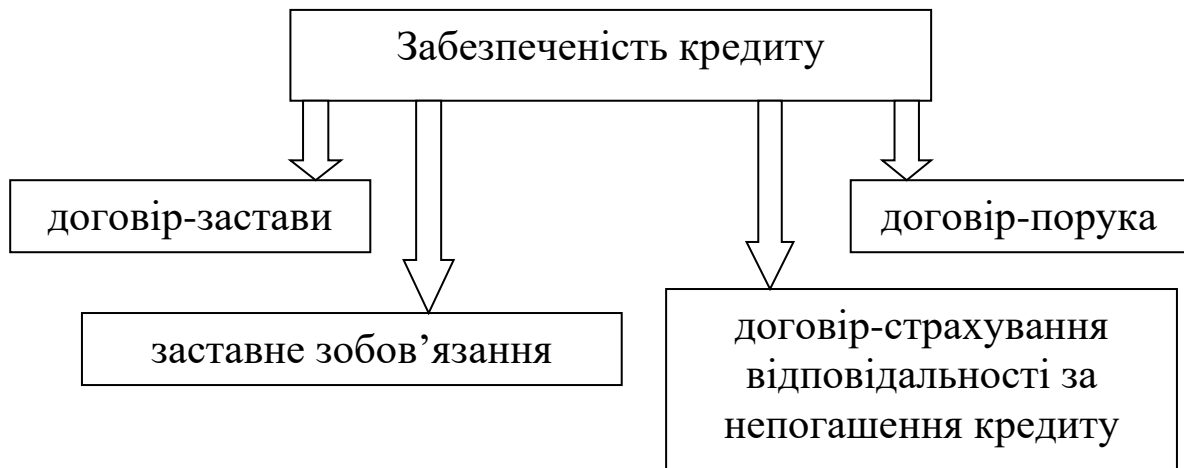 Забезпеченість кредиту
договір-застави
договір-порука
заставне зобов’язання
договір-страхування
відповідальності за
непогашення кредиту